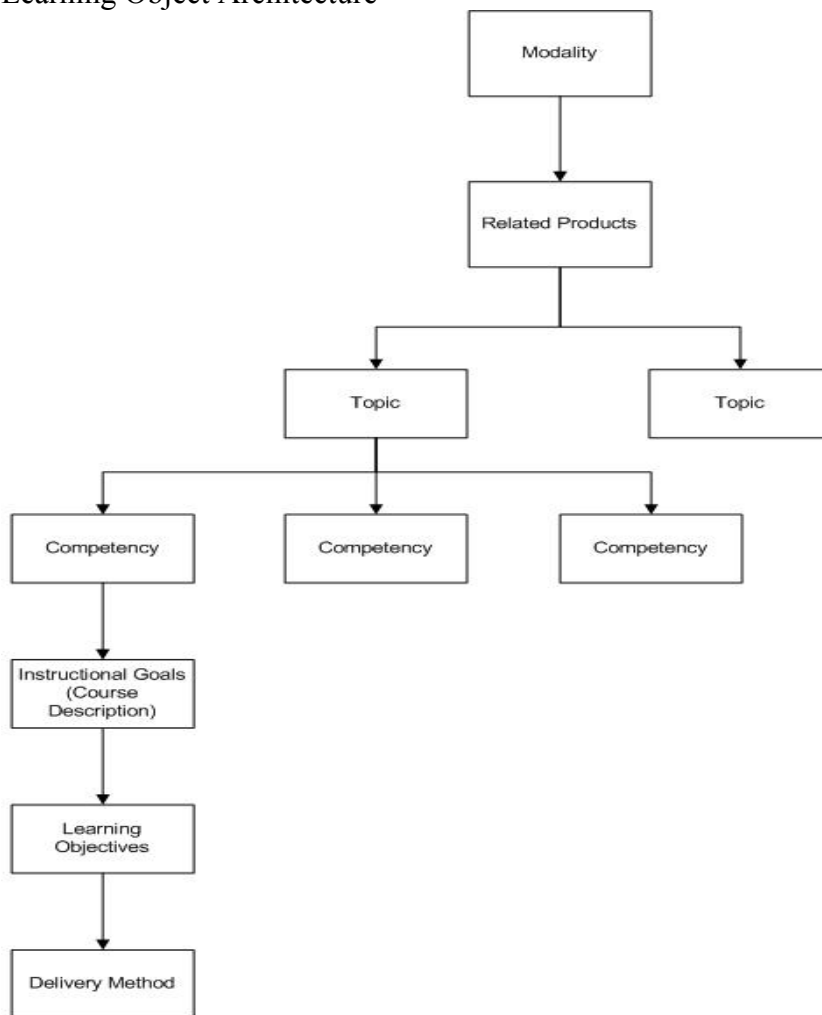 Learning Object Architecture
Modality
Related Products
Topic
Topic
Competency
Competency
Competency
Instructional Goals
(Course
Description)
Learning
Objectives
Delivery Method